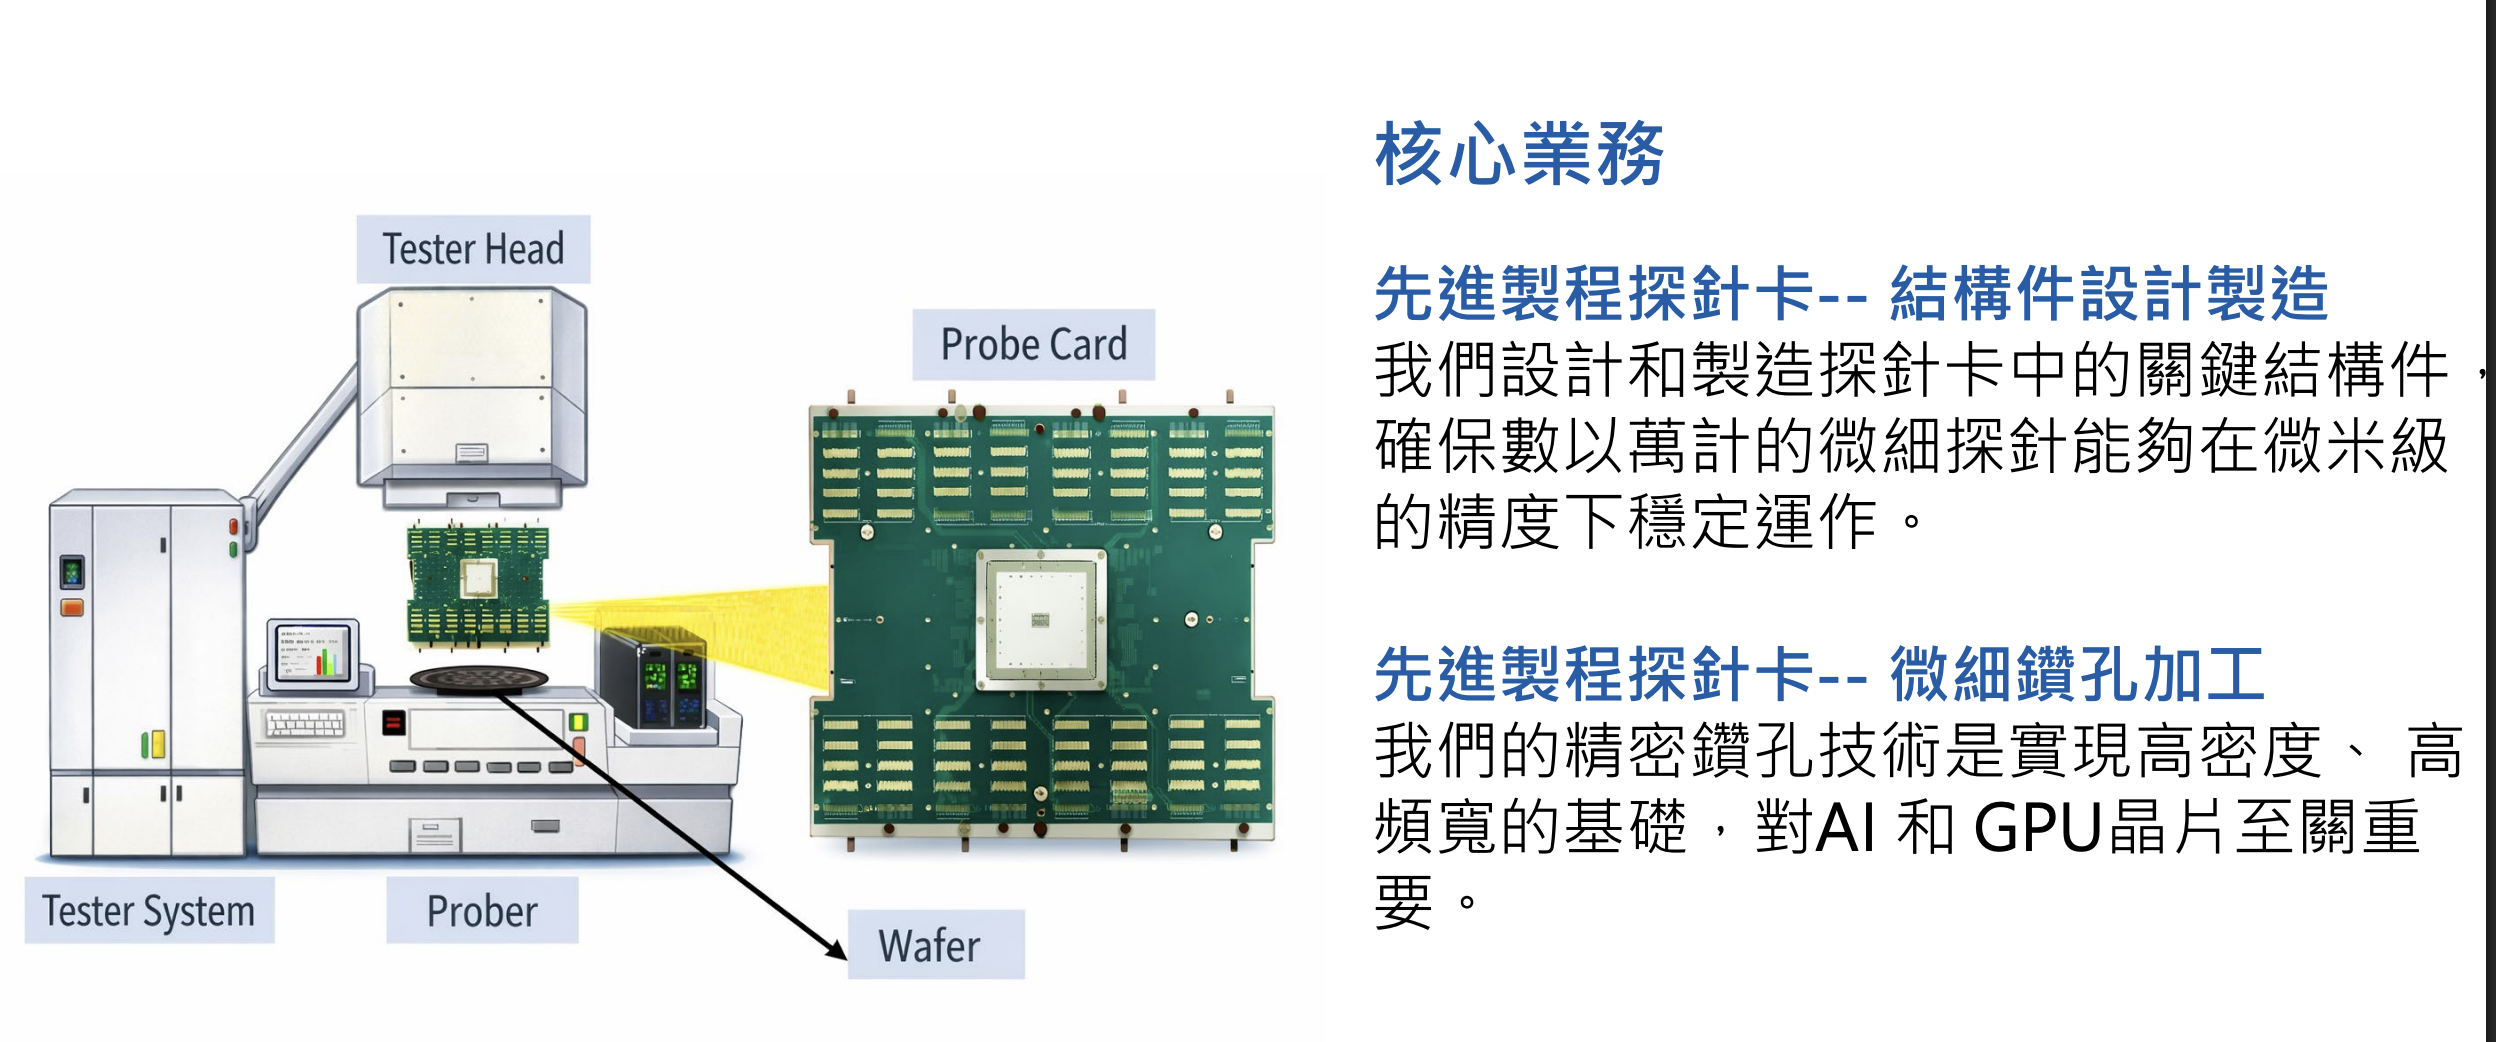 核心業務
Tester Head
先進製程探針卡-- 結構件設計製造
Probe Card
我們設計和製造探針卡中的關鍵結構件，
確保數以萬計的微細探針能夠在微米級
的精度下穩定運作。
先進製程探針卡-- 微細鑽孔加工
我們的精密鑽孔技術是實現高密度、 高
頻寬的基礎，對AI 和 GPU晶片至關重
要。
Tester System
Prober
Wafer